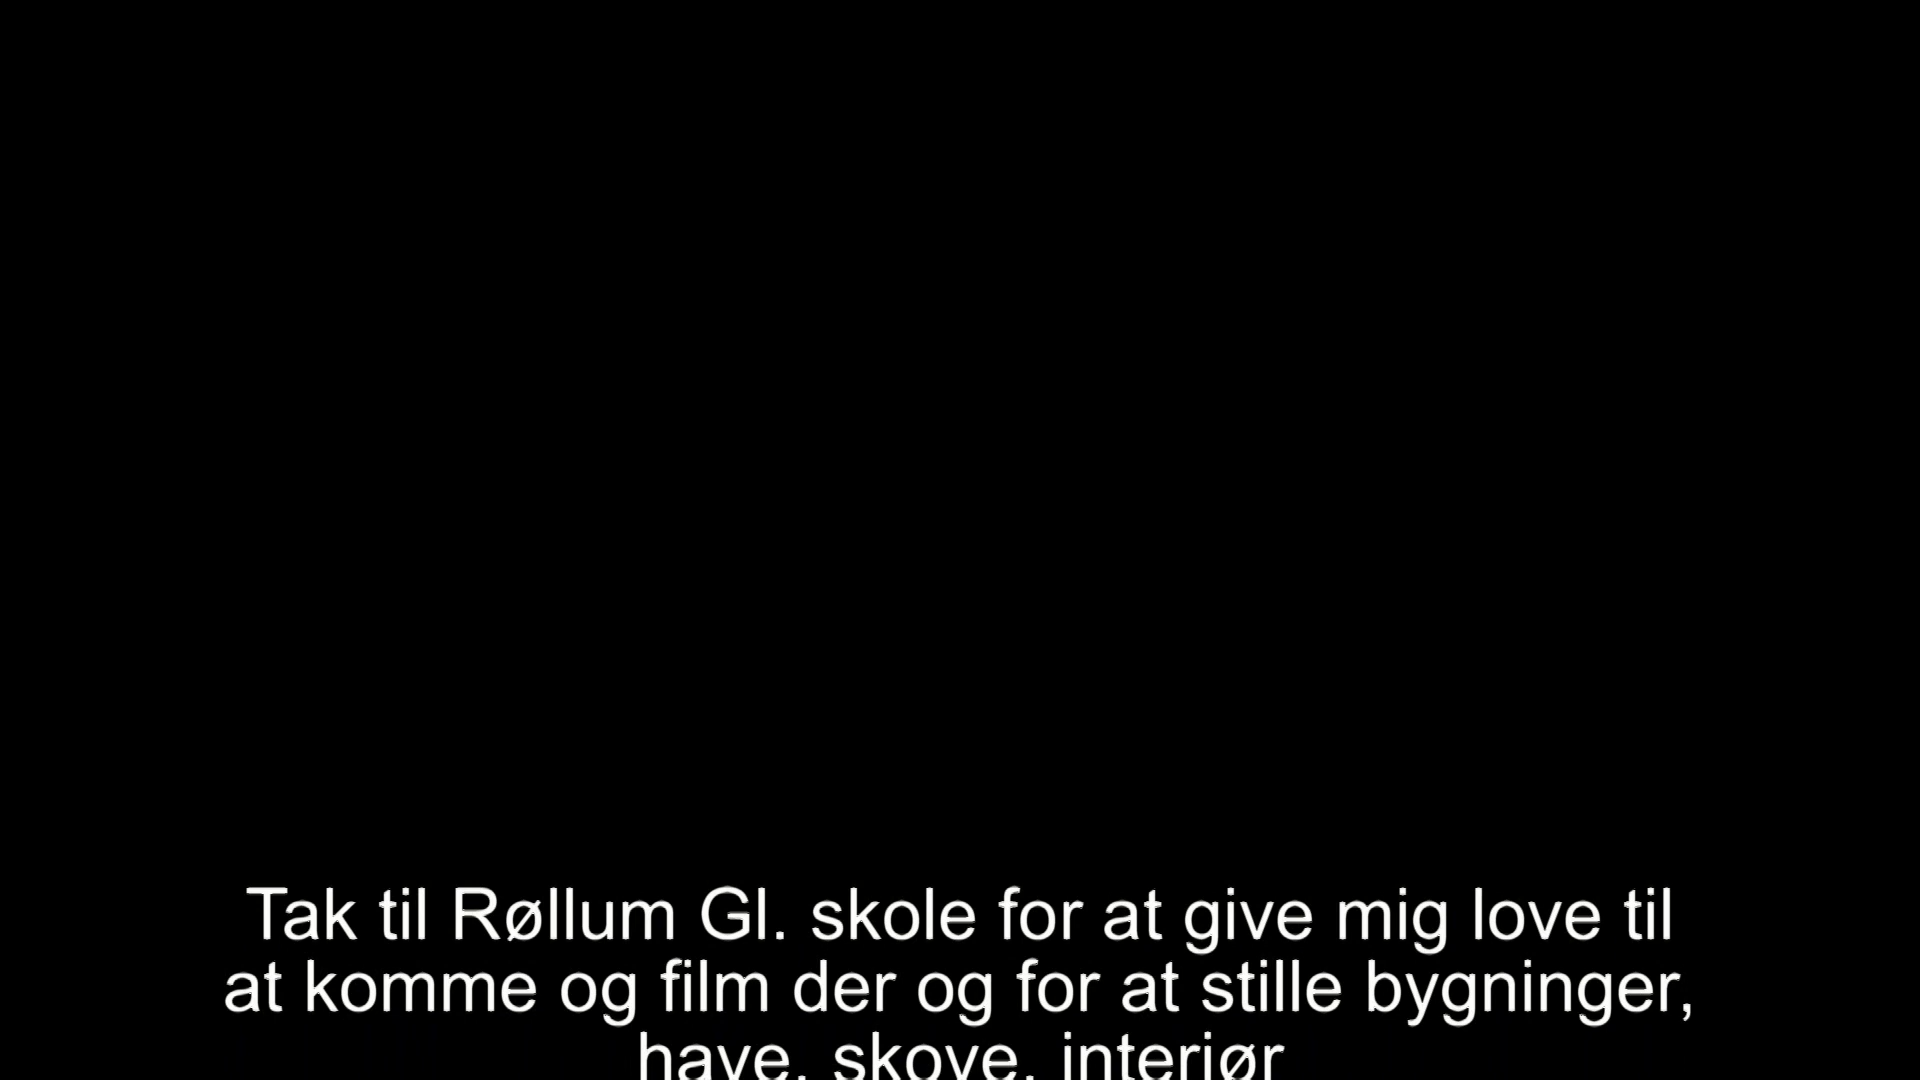 Tak til Røllum Gl. skole for at give mig love til
at komme og film der og for at stille bygninger,
have, skove, interiør